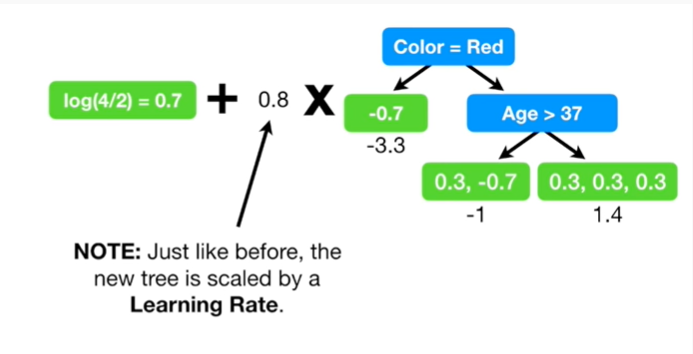 Color = Red
log(4/2) = 0.7
+
0.8
X
-0.7
Age > 37
-3.3
0.3, -0.7
0.3, 0.3, 0.3
-1
1.4
NOTE: Just like before, the
new tree is scaled by a
Learning Rate.